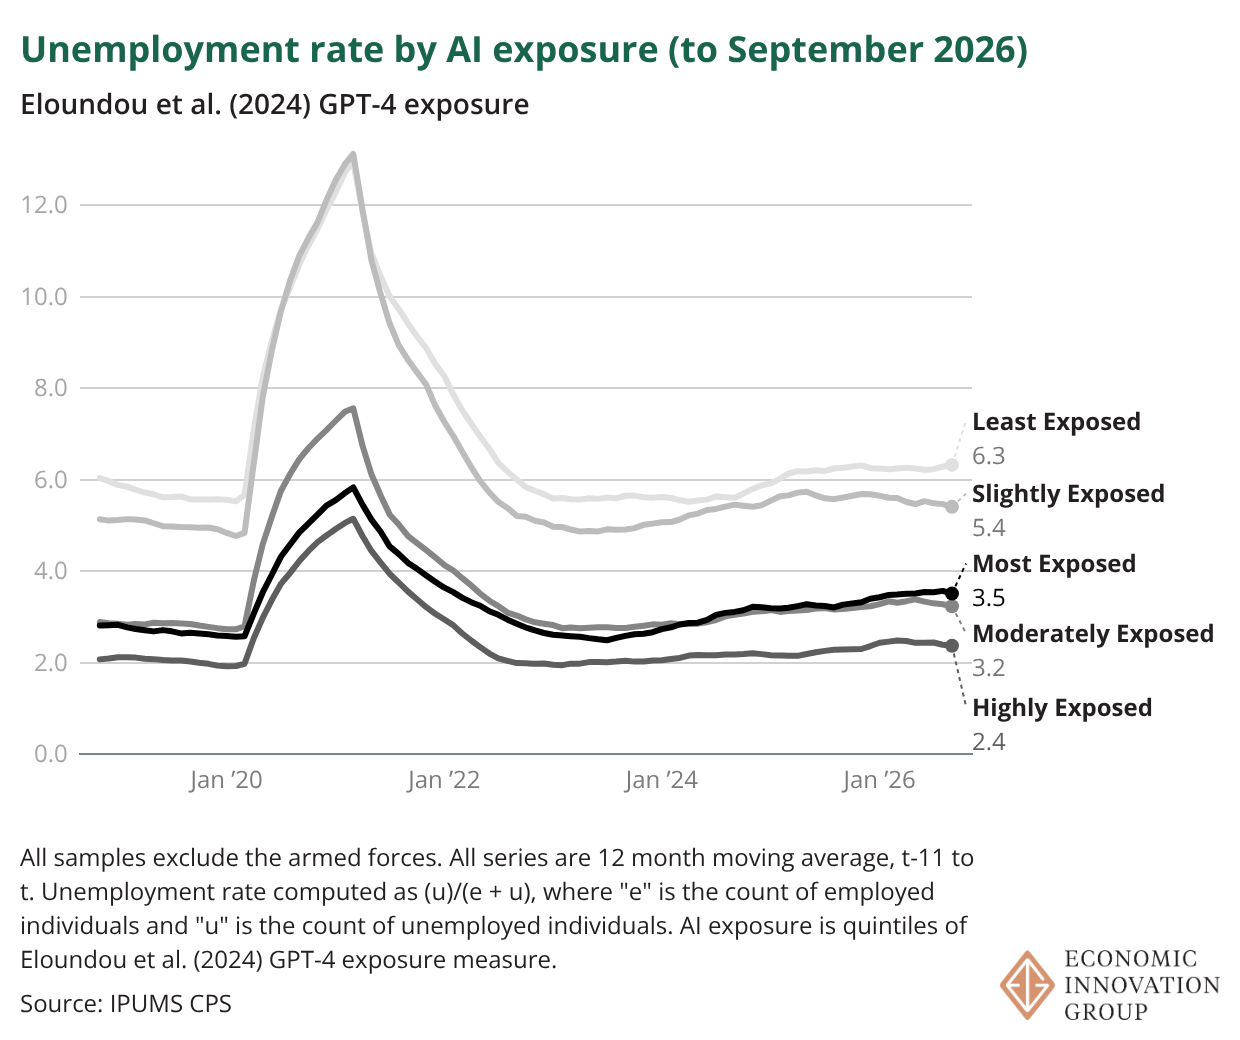 Unemployment rate by AI exposure (to September 2026)
Eloundou et al. (2024) GPT-4 exposure
12.0
10.0
8.0
6.0
4.0
2.0
0.0
Jan ’20
Jan ’22
Jan ’24
Jan ’26
Least Exposed
6.3
Slightly Exposed
5.4
Most Exposed
3.5
Moderately Exposed
3.2
Highly Exposed
2.4
All samples exclude the armed forces. All series are 12 month moving average, t-11 to
t. Unemployment rate computed as (u)/(e + u), where "e" is the count of employed
individuals and "u" is the count of unemployed individuals. AI exposure is quintiles of
Eloundou et al. (2024) GPT-4 exposure measure.
Source: IPUMS CPS
ECONOMIC
INNOVATION
GROUP